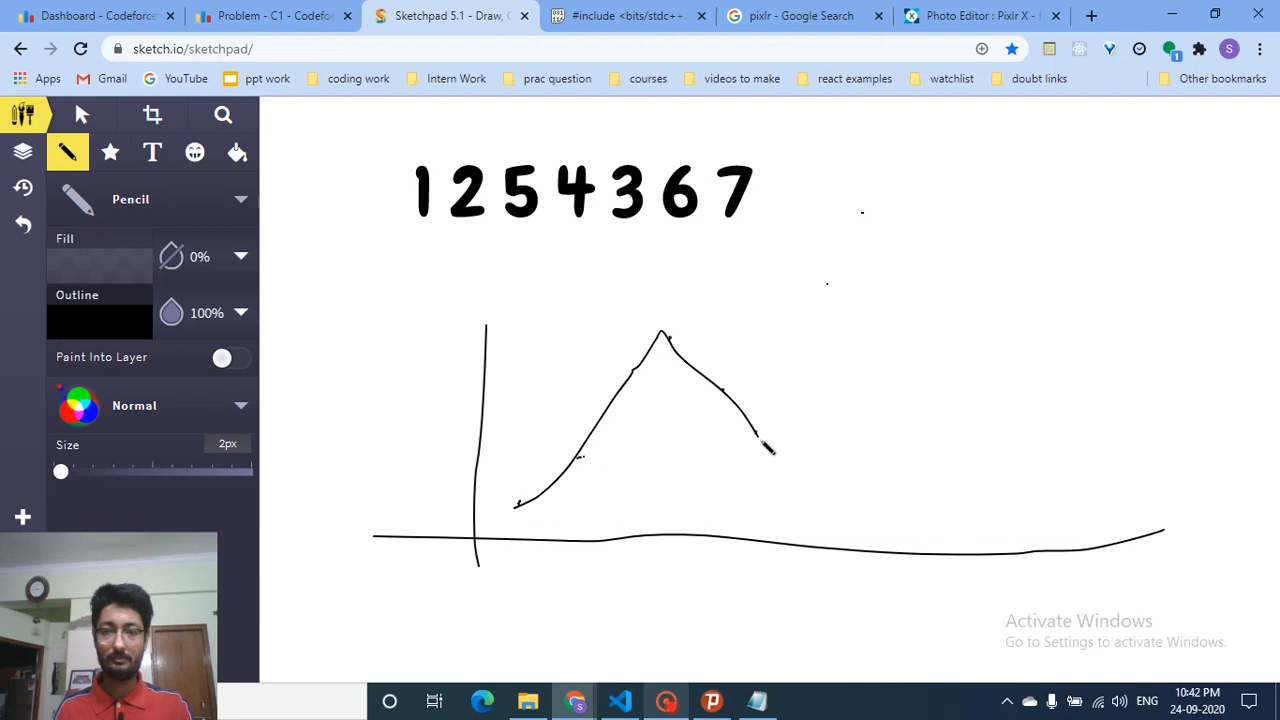 Dashboard - Codeforces
Problem - C1 - Codefor
Sketchpad 5.1 - Draw, C
#include <bits/stdc++.
pixlr - Google Search
Photo Editor : Pixlr X - f
sketch.io/sketchpad/
S
1
Apps
Gmail
YouTube
ppt work
coding work
Intern Work
prac question
courses
videos to make
react examples
watchlist
doubt links
Other bookmarks
Pencil
Fill
0%
Outline
100%
Paint Into Layer
Normal
Size
2px
1 2 5 4 3 6 7
Activate Windows
Go to Settings to activate Windows.
ENG
10:42 PM
24-09-2020